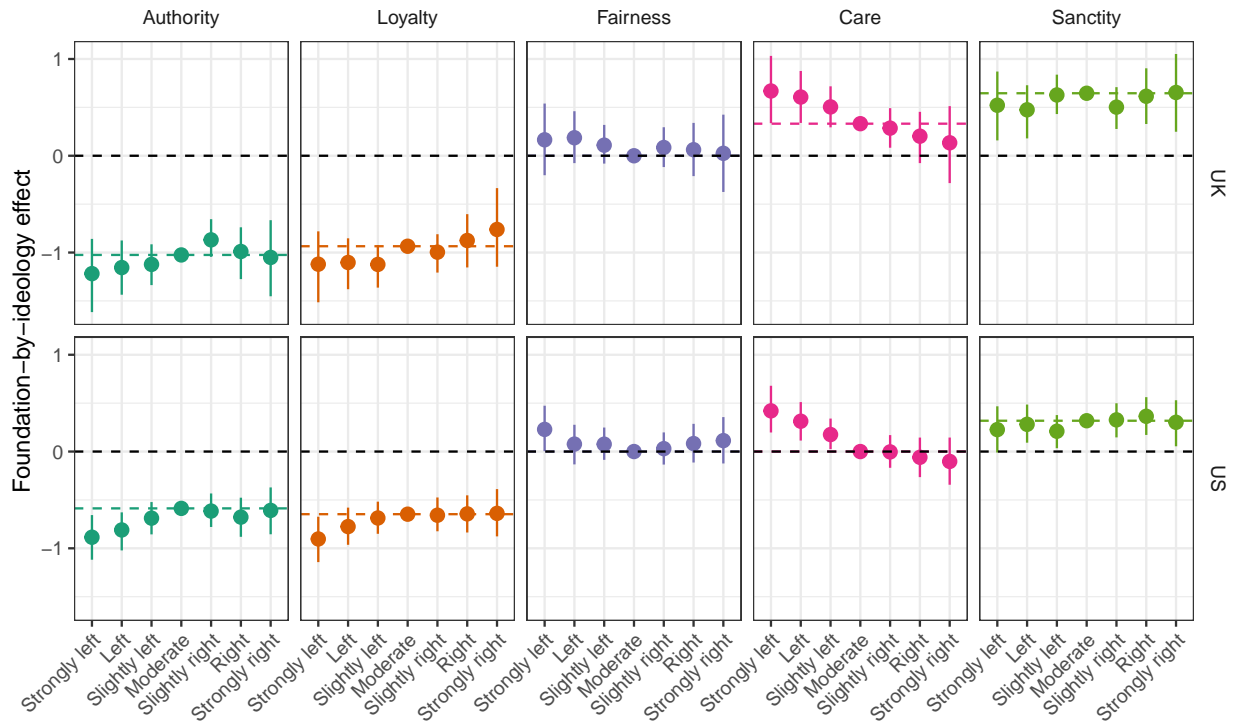 Authority
Loyalty
Fairness
Care
Sanctity
Foundation−by−ideology effect
1
0
−1
UK
1
0
−1
US
Strongly left
Left
Slightly left
Moderate
Slightly right
Right
Strongly right
Strongly left
Left
Slightly left
Moderate
Slightly right
Right
Strongly right
Strongly left
Left
Slightly left
Moderate
Slightly right
Right
Strongly right
Strongly left
Left
Slightly left
Moderate
Slightly right
Right
Strongly right
Strongly left
Left
Slightly left
Moderate
Slightly right
Right
Strongly right